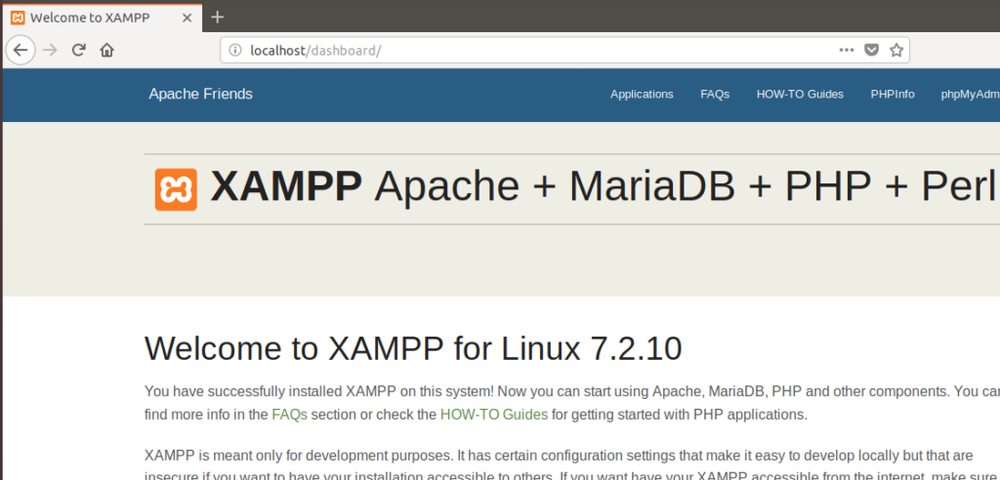 Welcome to XAMPP
localhost/dashboard/
Apache Friends
Applications
FAQs
HOW-TO Guides
PHPInfo
phpMyAdm
XAMPP Apache + MariaDB + PHP + Perl
Welcome to XAMPP for Linux 7.2.10
You have successfully installed XAMPP on this system! Now you can start using Apache, MariaDB, PHP and other components. You can
find more info in the FAQs section or check the HOW-TO Guides for getting started with PHP applications.
XAMPP is meant only for development purposes. It has certain configuration settings that make it easy to develop locally but that are
insecure if you want to have your installation accessible to others. If you want have your XAMPP accessible from the internet, make sure